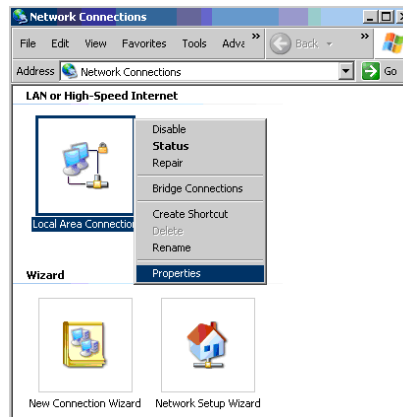 Network Connections
File Edit View Favorites Tools Adva » Back »
Address Network Connections Go
LAN or High-Speed Internet
Disable
Status
Repair
Bridge Connections
Create Shortcut
Delete
Rename
Properties
Local Area Connection
Wizard
New Connection Wizard Network Setup Wizard